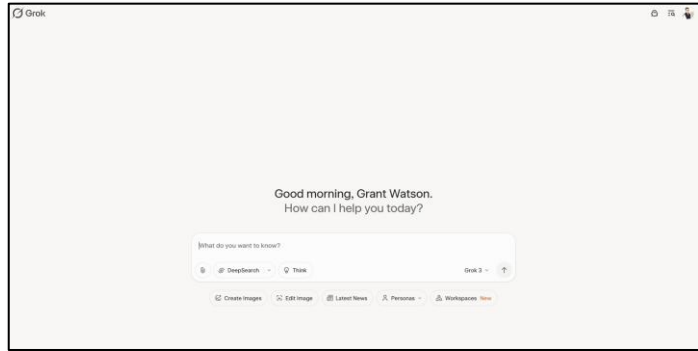 Grok
Good morning, Grant Watson.
How can I help you today?
What do you want to know?
DeepSearch Think Grok 3
Create Images Edit Image Latest News Personas Workspaces New